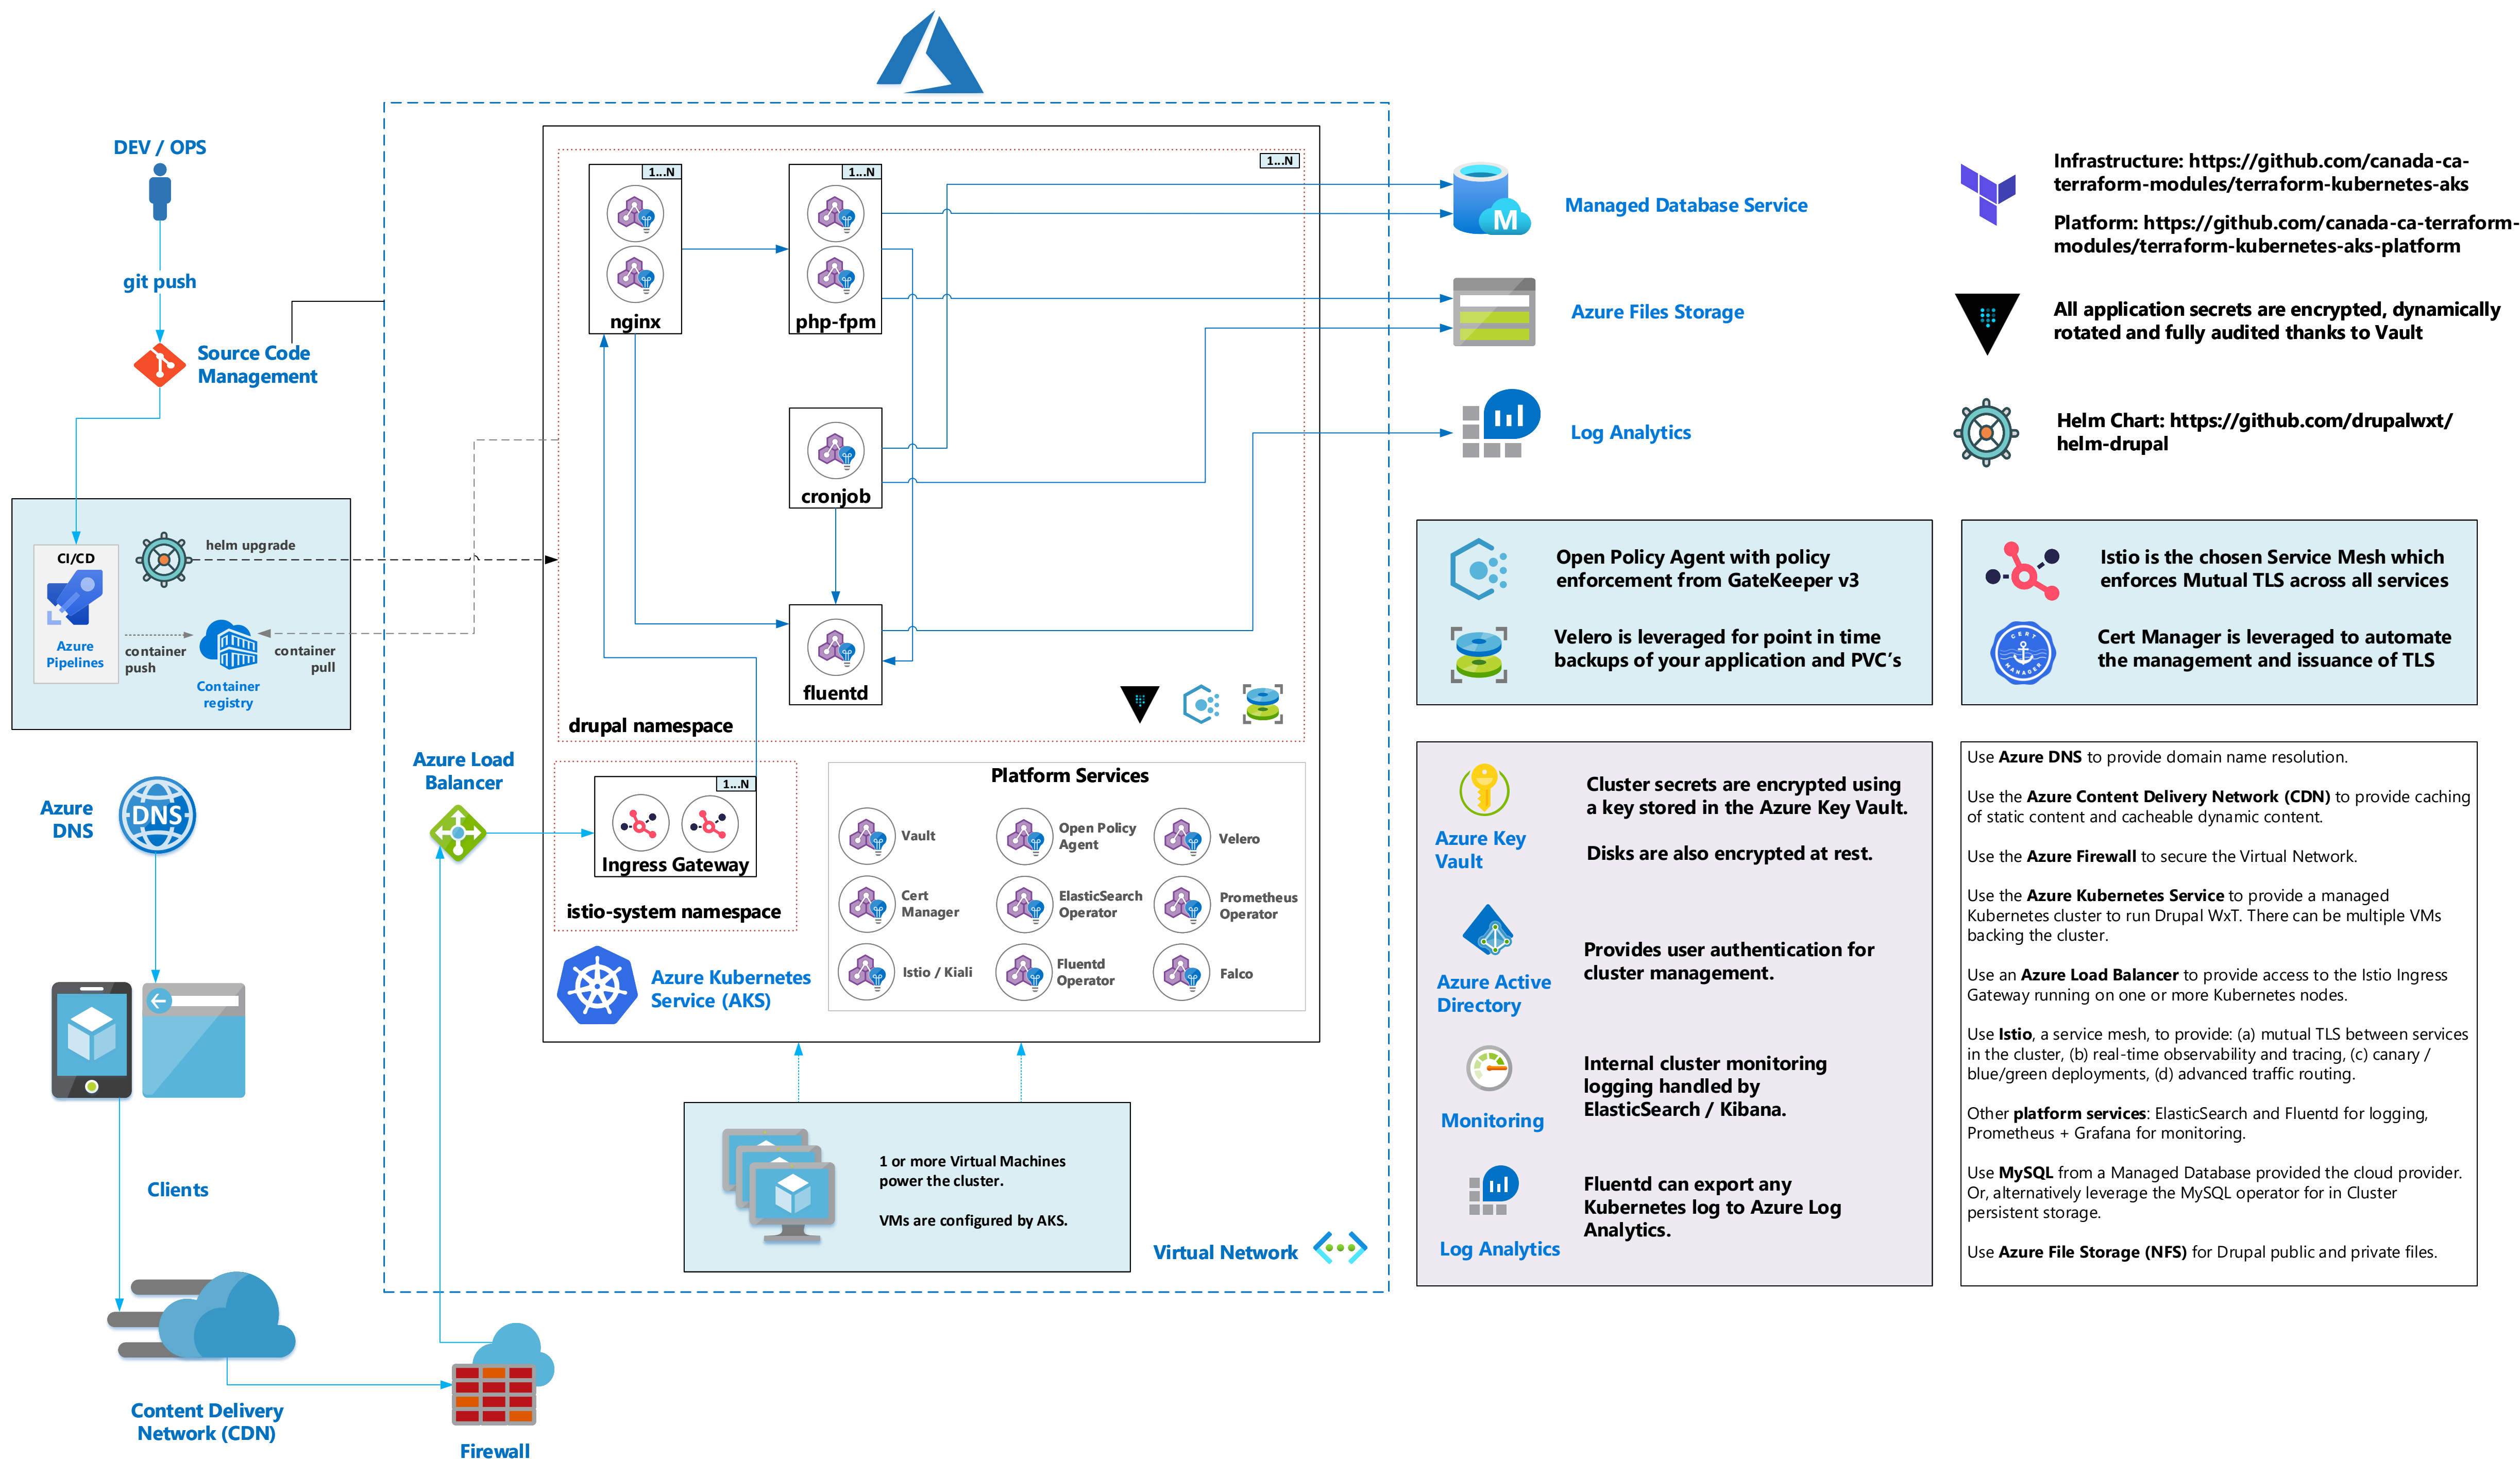 DEV / OPS
git push
Source Code
Management
CI/CD
Azure
Pipelines
helm upgrade
container
push
container
pull
Container
registry
Azure
DNS
DNS
Clients
Content Delivery
Network (CDN)
Firewall
Azure Load
Balancer
1...N
1...N
1...N
nginx
php-fpm
cronjob
fluentd
drupal namespace
1...N
Ingress Gateway
istio-system namespace
Azure Kubernetes
Service (AKS)
Platform Services
Vault
Open Policy
Agent
Velero
Cert
Manager
ElasticSearch
Operator
Prometheus
Operator
Istio / Kiali
Fluentd
Operator
Falco
1 or more Virtual Machines
power the cluster.
VMs are configured by AKS.
Virtual Network
M
Managed Database Service
Azure Files Storage
Log Analytics
Infrastructure: https://github.com/canada-ca-
terraform-modules/terraform-kubernetes-aks
Platform: https://github.com/canada-ca-terraform-
modules/terraform-kubernetes-aks-platform
All application secrets are encrypted, dynamically
rotated and fully audited thanks to Vault
Helm Chart: https://github.com/drupalwxt/
helm-drupal
Open Policy Agent with policy
enforcement from GateKeeper v3
Velero is leveraged for point in time
backups of your application and PVC's
Istio is the chosen Service Mesh which
enforces Mutual TLS across all services
CERT
MANAGER
Cert Manager is leveraged to automate
the management and issuance of TLS
Azure Key
Vault
Cluster secrets are encrypted using
a key stored in the Azure Key Vault.
Disks are also encrypted at rest.
Azure Active
Directory
Provides user authentication for
cluster management.
Monitoring
Internal cluster monitoring
logging handled by
ElasticSearch / Kibana.
Log Analytics
Fluentd can export any
Kubernetes log to Azure Log
Analytics.
Use Azure DNS to provide domain name resolution.
Use the Azure Content Delivery Network (CDN) to provide caching
of static content and cacheable dynamic content.
Use the Azure Firewall to secure the Virtual Network.
Use the Azure Kubernetes Service to provide a managed
Kubernetes cluster to run Drupal WxT. There can be multiple VMs
backing the cluster.
Use an Azure Load Balancer to provide access to the Istio Ingress
Gateway running on one or more Kubernetes nodes.
Use Istio, a service mesh, to provide: (a) mutual TLS between services
in the cluster, (b) real-time observability and tracing, (c) canary /
blue/green deployments, (d) advanced traffic routing.
Other platform services: ElasticSearch and Fluentd for logging,
Prometheus + Grafana for monitoring.
Use MySQL from a Managed Database provided the cloud provider.
Or, alternatively leverage the MySQL operator for in Cluster
persistent storage.
Use Azure File Storage (NFS) for Drupal public and private files.